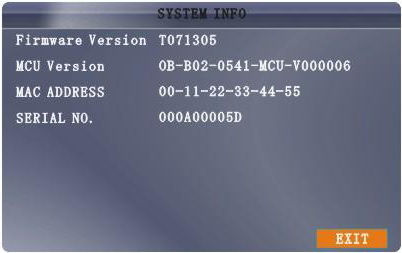 SYSTEM INFO
Firmware Version T071305
MCU Version 0B-B02-0541-MCU-V000006
MAC ADDRESS 00-11-22-33-44-55
SERIAL NO. 000A00005D
EXIT